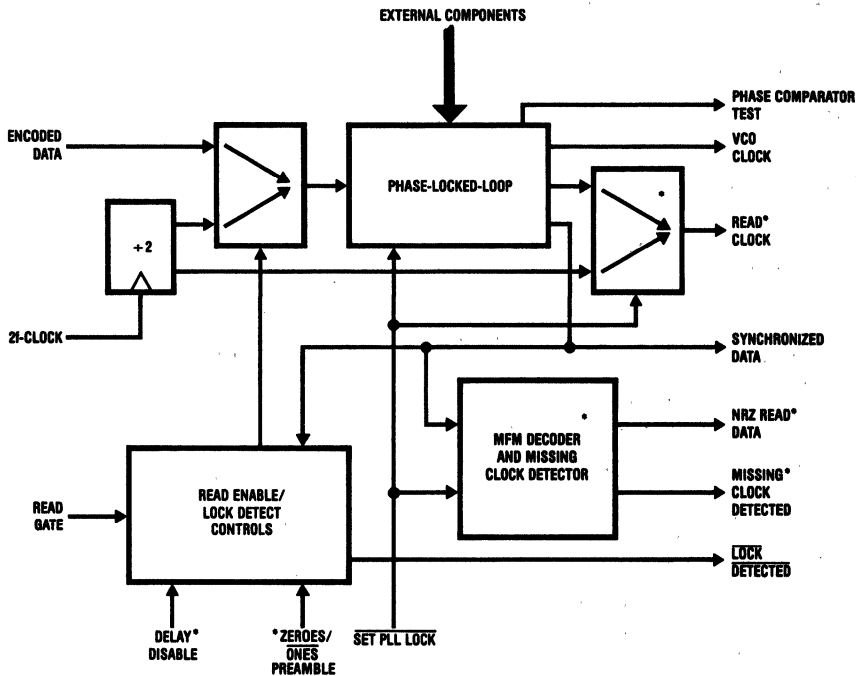 EXTERNAL COMPONENTS
PHASE COMPARATOR
TEST
ENCODED
DATA
VCO
CLOCK
PHASE-LOCKED-LOOP
*
READ*
CLOCK
÷2
2f-CLOCK
SYNCHRONIZED
DATA
*
MFM DECODER
AND MISSING
CLOCK DETECTOR
NRZ READ*
DATA
READ ENABLE/
LOCK DETECT
CONTROLS
MISSING*
CLOCK
DETECTED
READ
GATE
LOCK
DETECTED
DELAY*
DISABLE
*ZEROES/
ONES
PREAMBLE
SET PLL LOCK